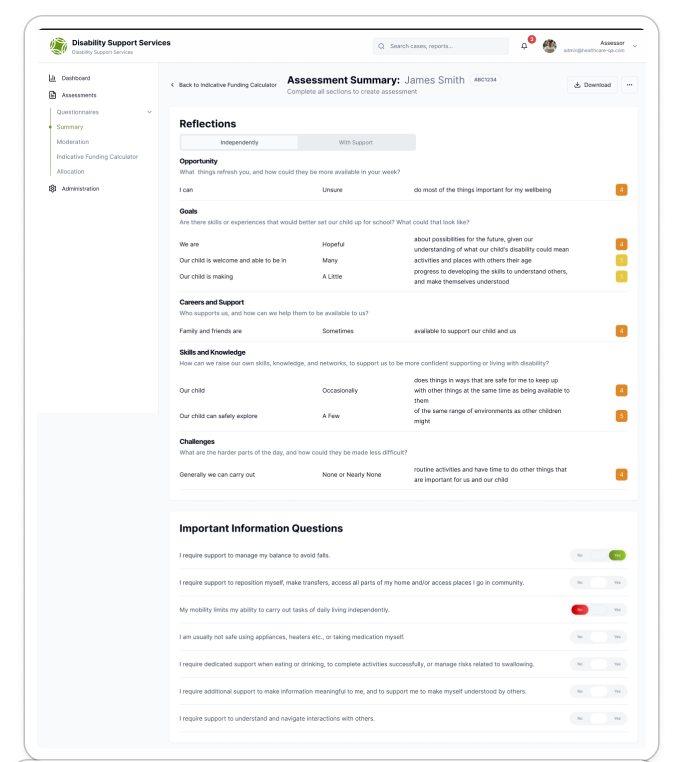 Disability Support Services
Disability Support Services
Search cases, reports...
3
Assessor
admin@healthcare-qa.com
Dashboard
Assessments
Questionnaires
Summary
Moderation
Indicative Funding Calculator
Allocation
Administration
Back to Indicative Funding Calculator
Assessment Summary: James Smith ABC1234
Complete all sections to create assessment
Download
Reflections
Independently With Support
Opportunity
What things refresh you, and how could they be more available in your week?
I can Unsure do most of the things important for my wellbeing 4
Goals
Are there skills or experiences that would better set our child up for school? What could that look like?
We are Hopeful about possibilities for the future, given our understanding of what our child's disability could mean 4
Our child is welcome and able to be in Many activities and places with others their age 1
Our child is making A Little progress to developing the skills to understand others, and make themselves understood 1
Careers and Support
Who supports us, and how can we help them to be available to us?
Family and friends are Sometimes available to support our child and us 4
Skills and Knowledge
How can we raise our own skills, knowledge, and networks, to support us to be more confident supporting or living with disability?
Our child Occasionally does things in ways that are safe for me to keep up with other things at the same time as being available to them 4
Our child can safely explore A Few of the same range of environments as other children might 5
Challenges
What are the harder parts of the day, and how could they be made less difficult?
Generally we can carry out None or Nearly None routine activities and have time to do other things that are important for us and our child 4
Important Information Questions
I require support to manage my balance to avoid falls. No Yes
I require support to reposition myself, make transfers, access all parts of my home and/or access places I go in community. No Yes
My mobility limits my ability to carry out tasks of daily living independently. No Yes
I am usually not safe using appliances, heaters etc., or taking medication myself. No Yes
I require dedicated support when eating or drinking, to complete activities successfully, or manage risks related to swallowing. No Yes
I require additional support to make information meaningful to me, and to support me to make myself understood by others. No Yes
I require support to understand and navigate interactions with others. No Yes